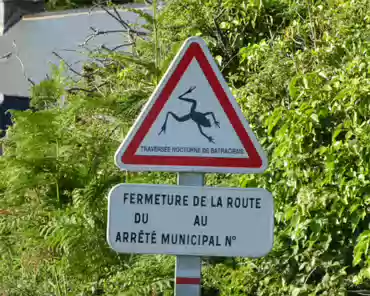 TRAVERSÉE NOCTURNE DE BATRACIENS
FERMETURE DE LA ROUTE
DU AU
ARRÊTÉ MUNICIPAL N°